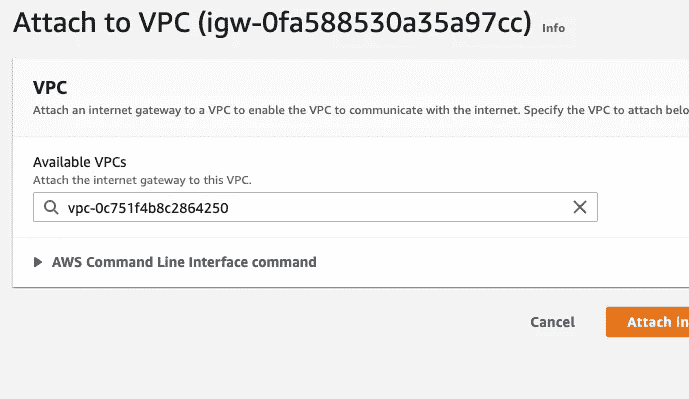 Attach to VPC (igw-0fa588530a35a97cc) Info
VPC
Attach an internet gateway to a VPC to enable the VPC to communicate with the internet. Specify the VPC to attach belo
Available VPCs
Attach the internet gateway to this VPC.
vpc-0c751f4b8c2864250
AWS Command Line Interface command
Cancel Attach in